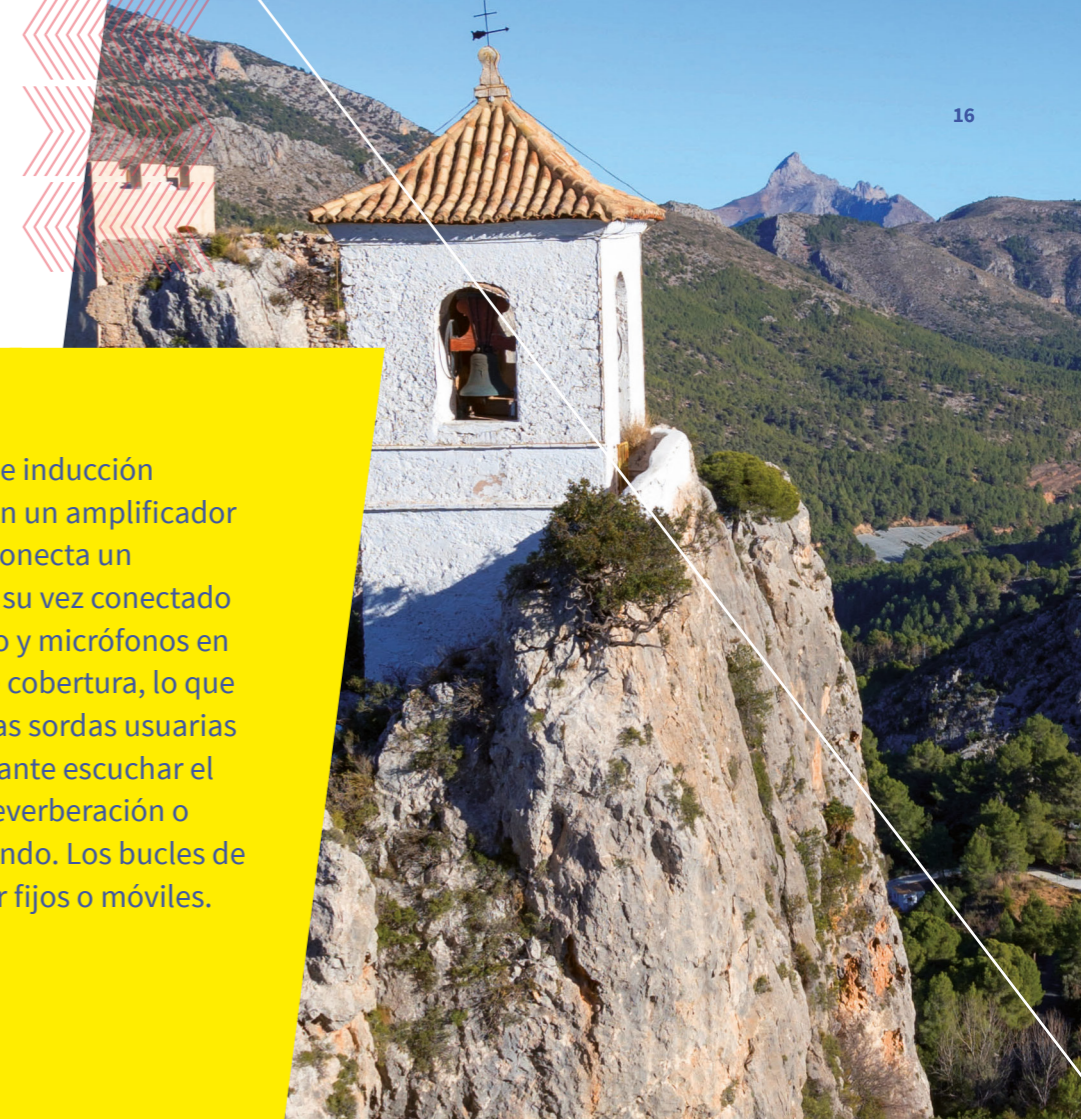 16
e inducción
n un amplificador
onecta un
su vez conectado
o y micrófonos en
cobertura, lo que
as sordas usuarias
ante escuchar el
everberación o
ndo. Los bucles de
r fijos o móviles.